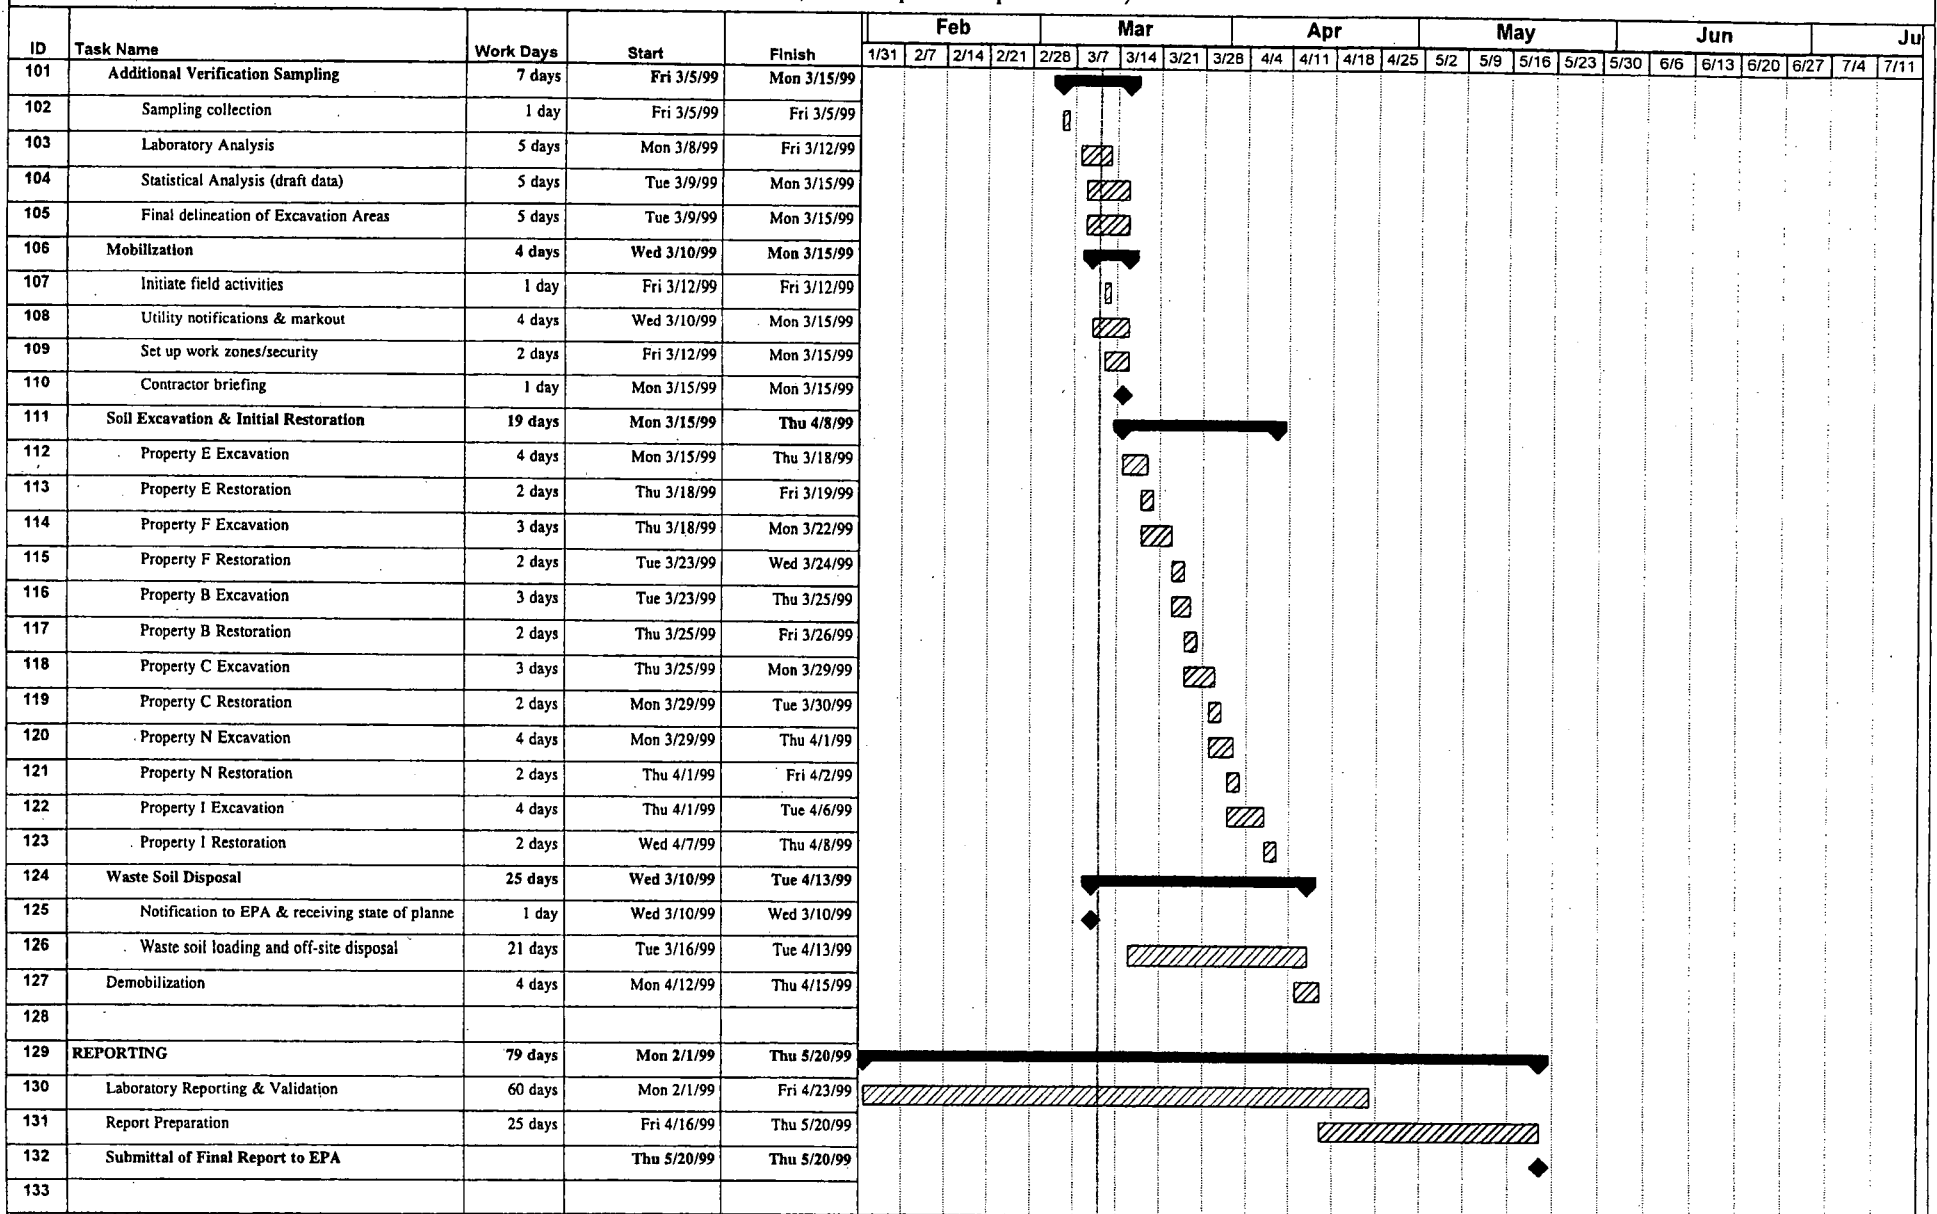 Feb Mar Apr May Jun Ju
ID Task Name Work Days Start Finish 1/31 2/7 2/14 2/21 2/28 3/7 3/14 3/21 3/28 4/4 4/11 4/18 4/25 5/2 5/9 5/16 5/23 5/30 6/6 6/13 6/20 6/27 7/4 7/11
101 Additional Verification Sampling 7 days Fri 3/5/99 Mon 3/15/99
102 Sampling collection 1 day Fri 3/5/99 Fri 3/5/99
103 Laboratory Analysis 5 days Mon 3/8/99 Fri 3/12/99
104 Statistical Analysis (draft data) 5 days Tue 3/9/99 Mon 3/15/99
105 Final delineation of Excavation Areas 5 days Tue 3/9/99 Mon 3/15/99
106 Mobilization 4 days Wed 3/10/99 Mon 3/15/99
107 Initiate field activities 1 day Fri 3/12/99 Fri 3/12/99
108 Utility notifications & markout 4 days Wed 3/10/99 Mon 3/15/99
109 Set up work zones/security 2 days Fri 3/12/99 Mon 3/15/99
110 Contractor briefing 1 day Mon 3/15/99 Mon 3/15/99
111 Soil Excavation & Initial Restoration 19 days Mon 3/15/99 Thu 4/8/99
112 Property E Excavation 4 days Mon 3/15/99 Thu 3/18/99
113 Property E Restoration 2 days Thu 3/18/99 Fri 3/19/99
114 Property F Excavation 3 days Thu 3/18/99 Mon 3/22/99
115 Property F Restoration 2 days Tue 3/23/99 Wed 3/24/99
116 Property B Excavation 3 days Tue 3/23/99 Thu 3/25/99
117 Property B Restoration 2 days Thu 3/25/99 Fri 3/26/99
118 Property C Excavation 3 days Thu 3/25/99 Mon 3/29/99
119 Property C Restoration 2 days Mon 3/29/99 Tue 3/30/99
120 Property N Excavation 4 days Mon 3/29/99 Thu 4/1/99
121 Property N Restoration 2 days Thu 4/1/99 Fri 4/2/99
122 Property I Excavation 4 days Thu 4/1/99 Tue 4/6/99
123 Property I Restoration 2 days Wed 4/7/99 Thu 4/8/99
124 Waste Soil Disposal 25 days Wed 3/10/99 Tue 4/13/99
125 Notification to EPA & receiving state of planne 1 day Wed 3/10/99 Wed 3/10/99
126 Waste soil loading and off-site disposal 21 days Tue 3/16/99 Tue 4/13/99
127 Demobilization 4 days Mon 4/12/99 Thu 4/15/99
128
129 REPORTING 79 days Mon 2/1/99 Thu 5/20/99
130 Laboratory Reporting & Validation 60 days Mon 2/1/99 Fri 4/23/99
131 Report Preparation 25 days Fri 4/16/99 Thu 5/20/99
132 Submittal of Final Report to EPA Thu 5/20/99 Thu 5/20/99
133